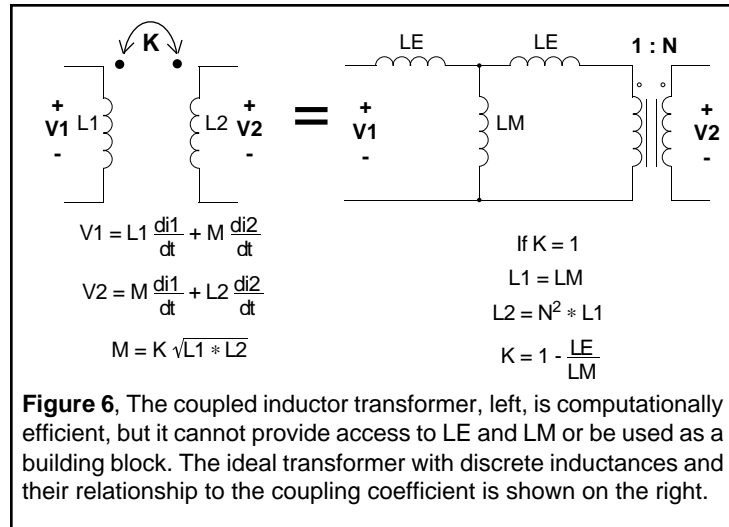 K
LE LE 1 : N
+ + + +
V1 L1 L2 V2 = V1 LM V2
- - - -
V1 = L1 di1/dt + M di2/dt
V2 = M di1/dt + L2 di2/dt
M = K √L1 * L2
If K = 1
L1 = LM
L2 = N² * L1
K = 1 - LE/LM
Figure 6, The coupled inductor transformer, left, is computationally
efficient, but it cannot provide access to LE and LM or be used as a
building block. The ideal transformer with discrete inductances and
their relationship to the coupling coefficient is shown on the right.